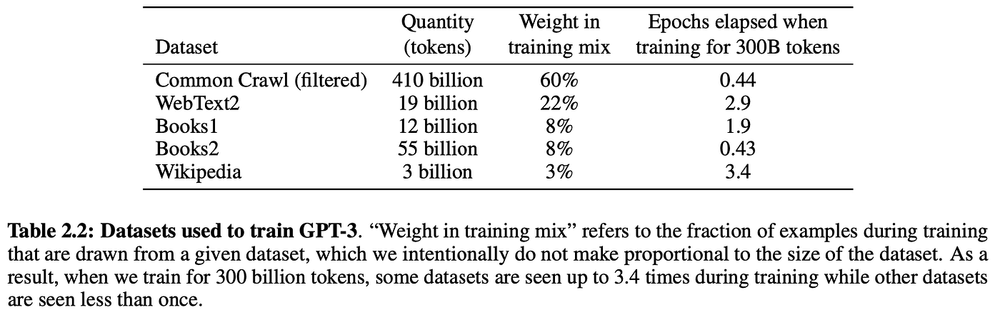 Quantity Weight in Epochs elapsed when
Dataset (tokens) training mix training for 300B tokens
Common Crawl (filtered) 410 billion 60% 0.44
WebText2 19 billion 22% 2.9
Books1 12 billion 8% 1.9
Books2 55 billion 8% 0.43
Wikipedia 3 billion 3% 3.4
Table 2.2: Datasets used to train GPT-3. “Weight in training mix” refers to the fraction of examples during training
that are drawn from a given dataset, which we intentionally do not make proportional to the size of the dataset. As a
result, when we train for 300 billion tokens, some datasets are seen up to 3.4 times during training while other datasets
are seen less than once.